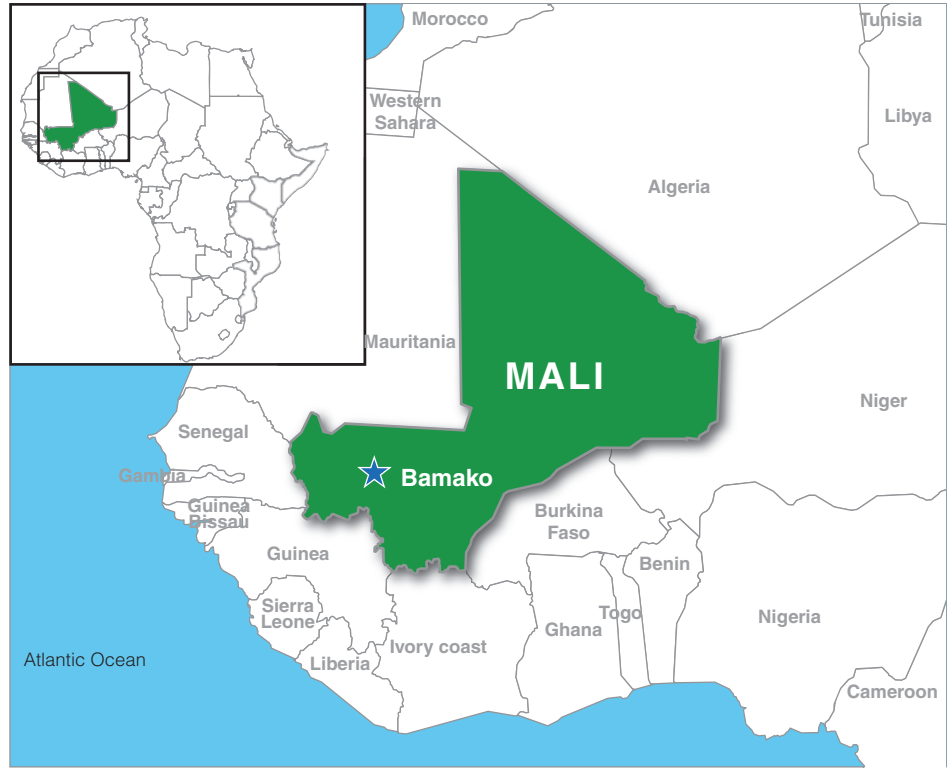 Morocco
Tunisia
Western
Sahara
Libya
Algeria
Mauritania
MALI
Niger
Senegal
Gambia
Bamako
Guinea
Bissau
Burkina
Faso
Guinea
Benin
Sierra
Leone
Togo
Nigeria
Ghana
Ivory coast
Liberia
Atlantic Ocean
Cameroon